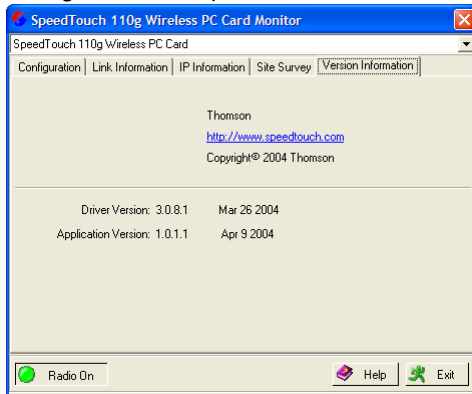 SpeedTouch 110g Wireless PC Card Monitor
SpeedTouch 110g Wireless PC Card
Configuration Link Information IP Information Site Survey Version Information
Thomson
http://www.speedtouch.com
Copyright© 2004 Thomson
Driver Version: 3.0.8.1 Mar 26 2004
Application Version: 1.0.1.1 Apr 9 2004
Radio On Help Exit